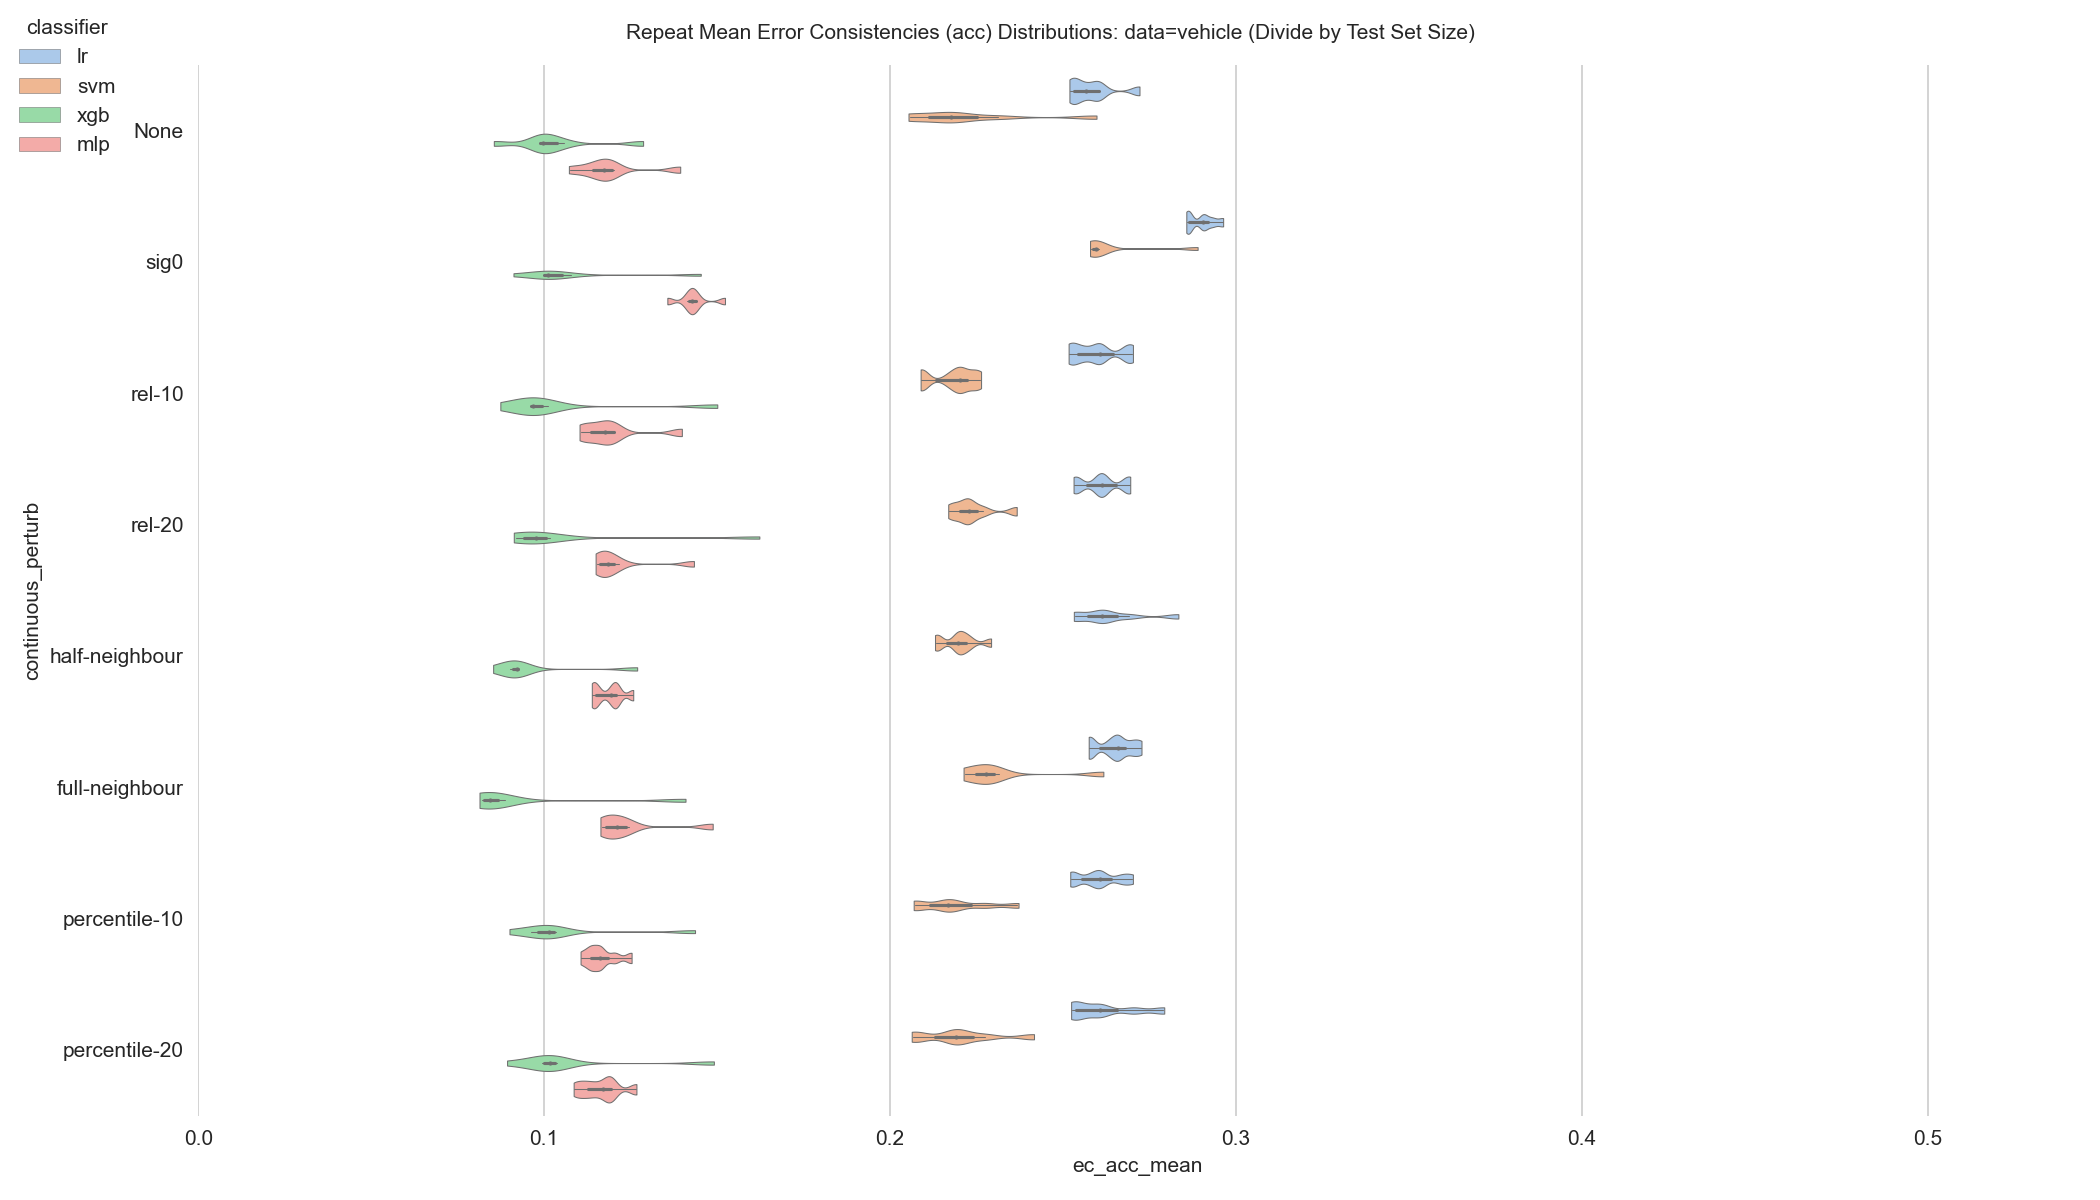 Repeat Mean Error Consistencies (acc) Distributions: data=vehicle (Divide by Test Set Size)
classifier
lr
svm
xgb
mlp
continuous_perturb
None
sig0
rel-10
rel-20
half-neighbour
full-neighbour
percentile-10
percentile-20
0.0 0.1 0.2 0.3 0.4 0.5
ec_acc_mean